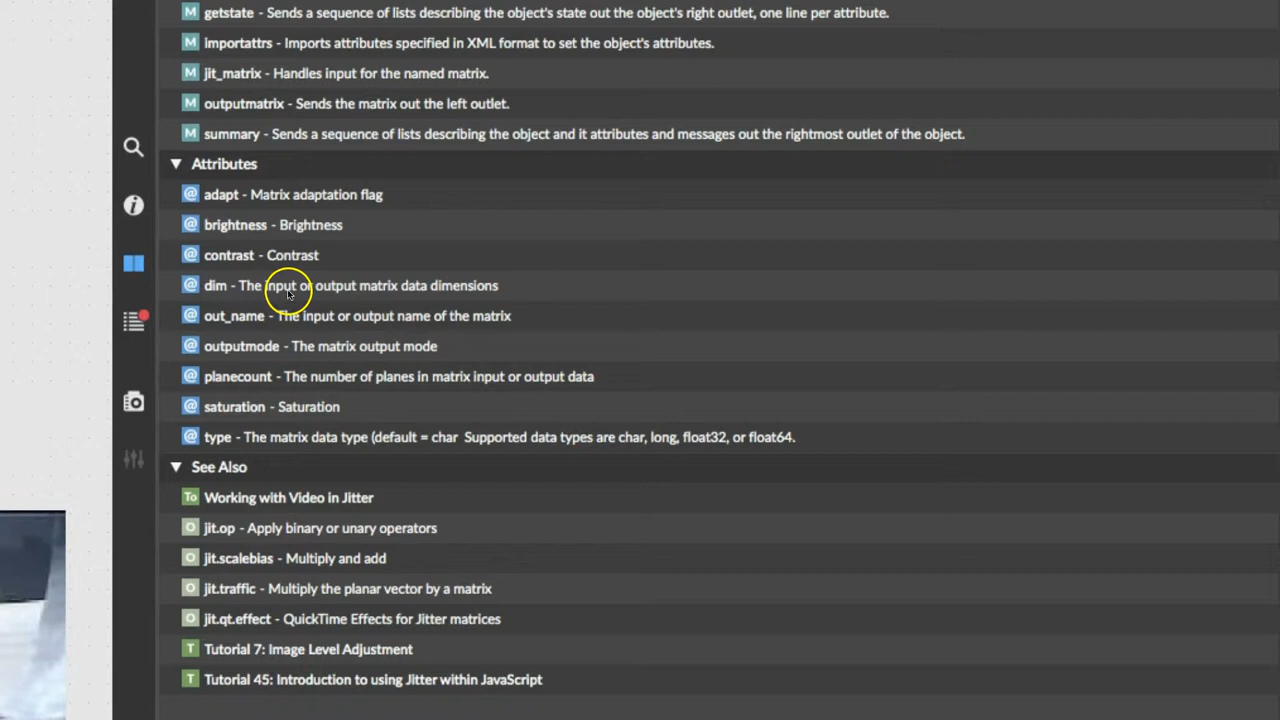 M getstate - Sends a sequence of lists describing the object's state out the object's right outlet, one line per attribute.
M importattrs - Imports attributes specified in XML format to set the object's attributes.
M jit_matrix - Handles input for the named matrix.
M outputmatrix - Sends the matrix out the left outlet.
M summary - Sends a sequence of lists describing the object and it attributes and messages out the rightmost outlet of the object.
Attributes
@ adapt - Matrix adaptation flag
@ brightness - Brightness
@ contrast - Contrast
@ dim - The input or output matrix data dimensions
@ out_name - The input or output name of the matrix
@ outputmode - The matrix output mode
@ planecount - The number of planes in matrix input or output data
@ saturation - Saturation
@ type - The matrix data type (default = char Supported data types are char, long, float32, or float64.
See Also
To Working with Video in Jitter
O jit.op - Apply binary or unary operators
O jit.scalebias - Multiply and add
O jit.traffic - Multiply the planar vector by a matrix
O jit.qt.effect - QuickTime Effects for Jitter matrices
T Tutorial 7: Image Level Adjustment
T Tutorial 45: Introduction to using Jitter within JavaScript